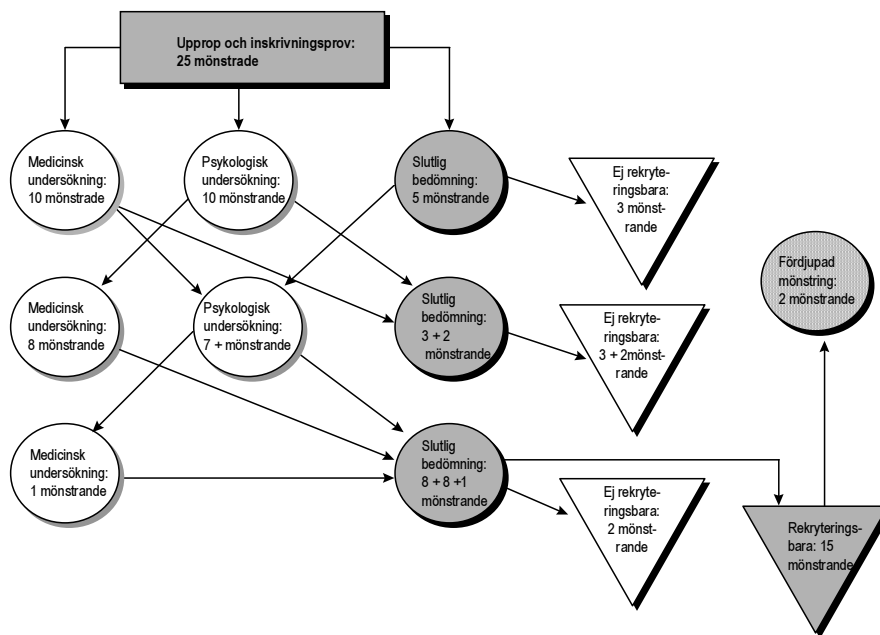 Upprop och inskrivningsprov:
25 mönstrade
Medicinsk
undersökning:
10 mönstrade
Psykologisk
undersökning:
10 mönstrande
Slutlig
bedömning:
5 mönstrande
Ej rekryte-
ringsbara:
3 mönst-
rande
Fördjupad
mönstring:
2 mönstrande
Medicinsk
undersökning:
8 mönstrande
Psykologisk
undersökning:
7 + mönstrande
Slutlig
bedömning:
3 + 2
mönstrande
Ej rekryte-
ringsbara:
3 + 2mönst-
rande
Medicinsk
undersökning:
1 mönstrande
Slutlig
bedömning:
8 + 8 +1
mönstrande
Ej rekryte-
ringsbara:
2 mönst-
rande
Rekryterings-
bara: 15
mönstrande